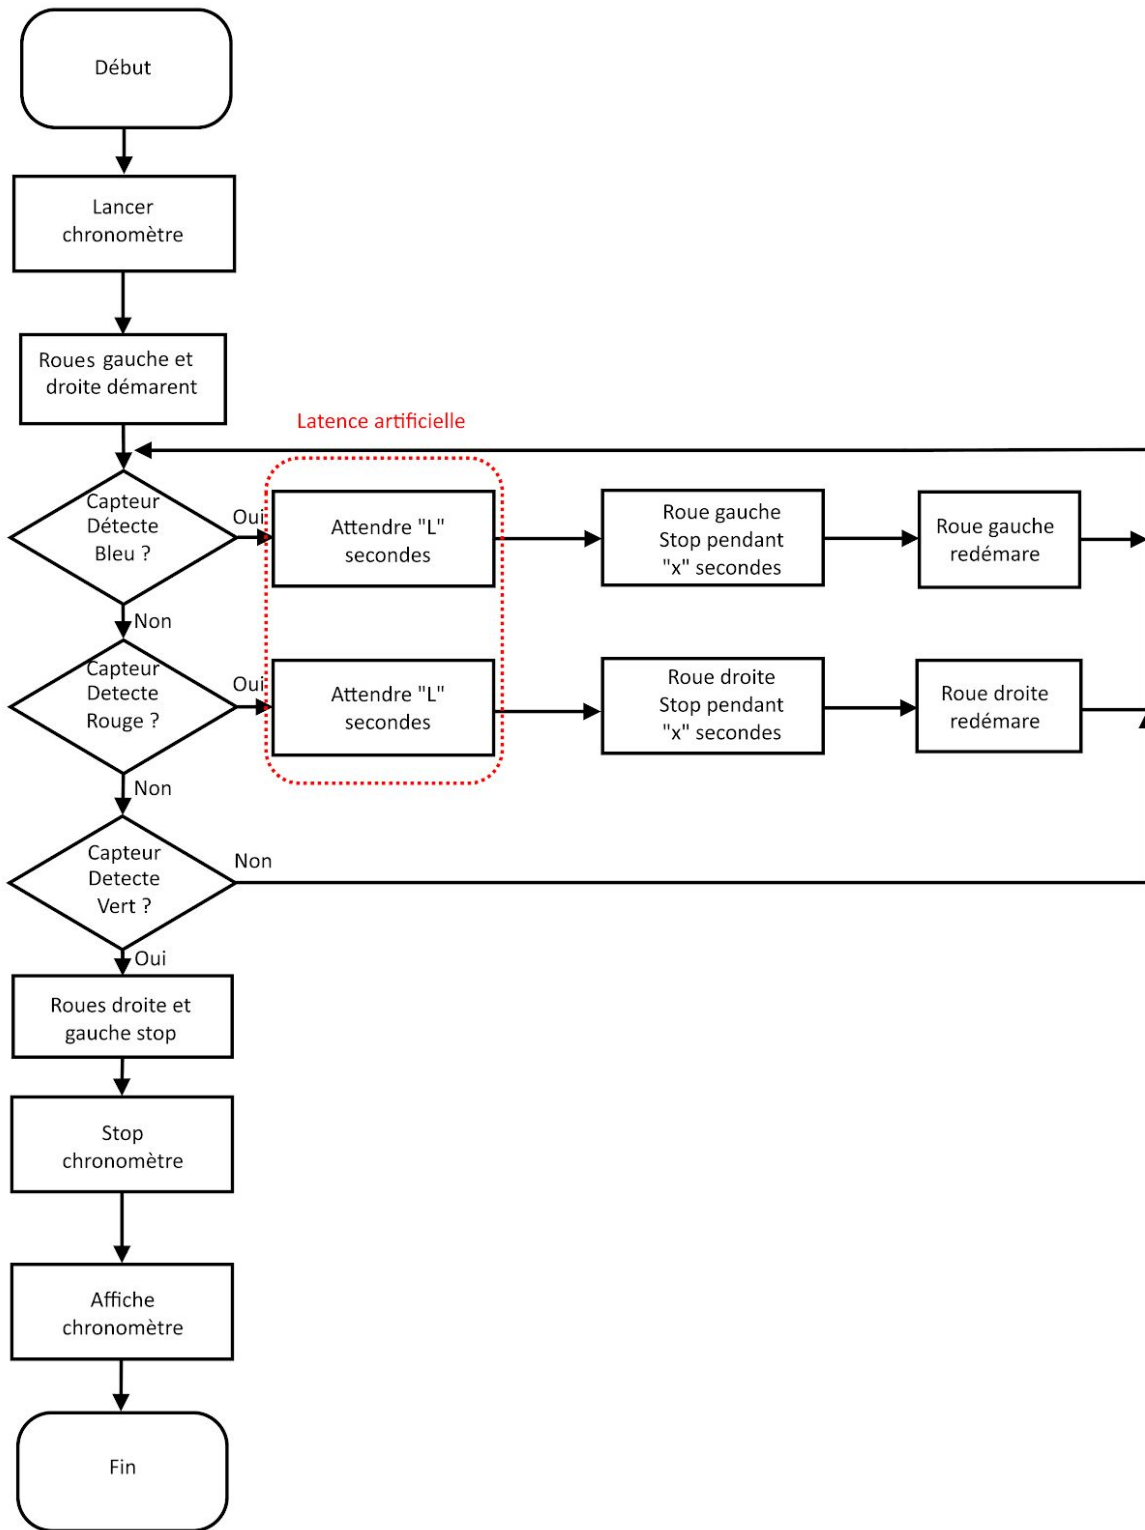 Début
Lancer
chronomètre
Roues gauche et
droite démarent
Latence artificielle
Capteur
Détecte
Bleu ?
Oui
Attendre "L"
secondes
Roue gauche
Stop pendant
"x" secondes
Roue gauche
redémare
Non
Capteur
Detecte
Rouge ?
Oui
Attendre "L"
secondes
Roue droite
Stop pendant
"x" secondes
Roue droite
redémare
Non
Capteur
Detecte
Vert ?
Non
Oui
Roues droite et
gauche stop
Stop
chronomètre
Affiche
chronomètre
Fin